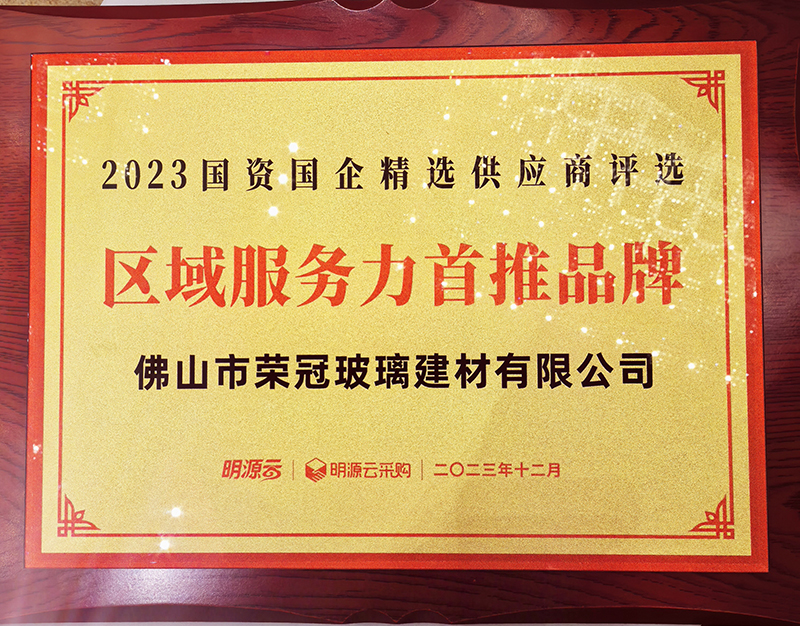 2023国资国企精选供应商评选
区域服务力首推品牌
佛山市荣冠玻璃建材有限公司
明源云 | 明源云采购 | 二〇二三年十二月